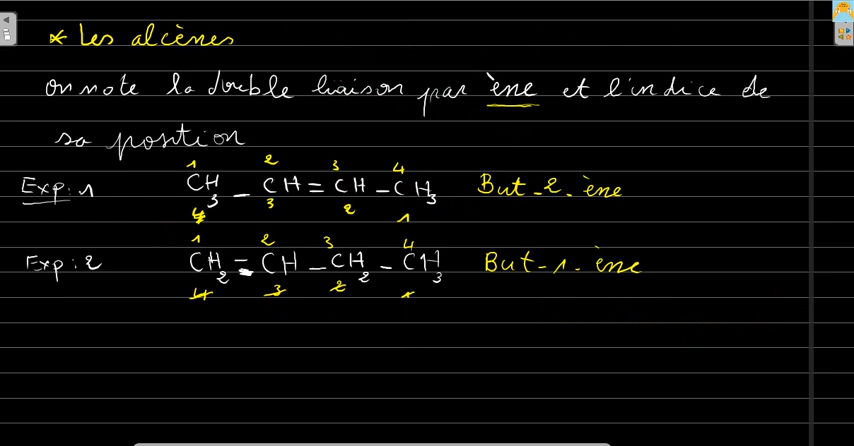 * Les alcènes
on note la double liaison par ène et l'indice de
sa position
1 2 3 4
Exp: 1 CH3 - CH = CH - CH3 But-2-ène
4 3 2 1
1 2 3 4
Exp: 2 CH2 = CH - CH2 - CH3 But-1-ène
4 3 2 1